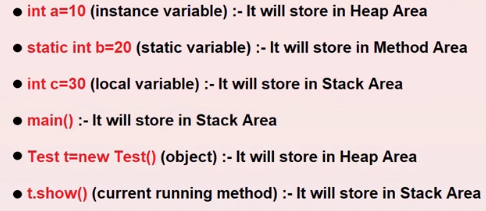 ● int a=10 (instance variable) :- It will store in Heap Area
● static int b=20 (static variable) :- It will store in Method Area
● int c=30 (local variable) :- It will store in Stack Area
● main() :- It will store in Stack Area
● Test t=new Test() (object) :- It will store in Heap Area
● t.show() (current running method) :- It will store in Stack Area